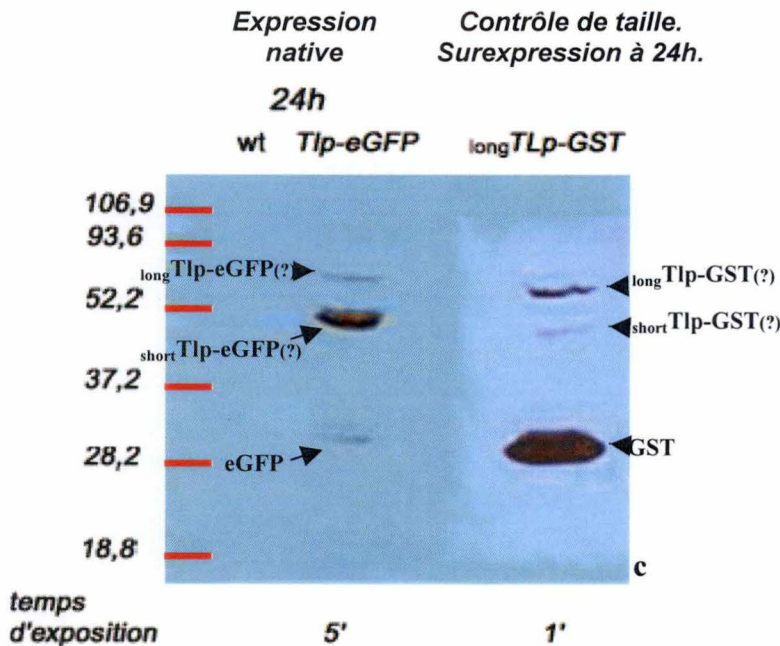 Expression
native
Contrôle de taille.
Surexpression à 24h.
24h
wt Tlp-eGFP longTLp-GST
106,9
93,6
longTlp-eGFP(?)
longTlp-GST(?)
52,2
shortTlp-GST(?)
shortTlp-eGFP(?)
37,2
GST
eGFP
28,2
18,8
c
temps
d'exposition 5' 1'